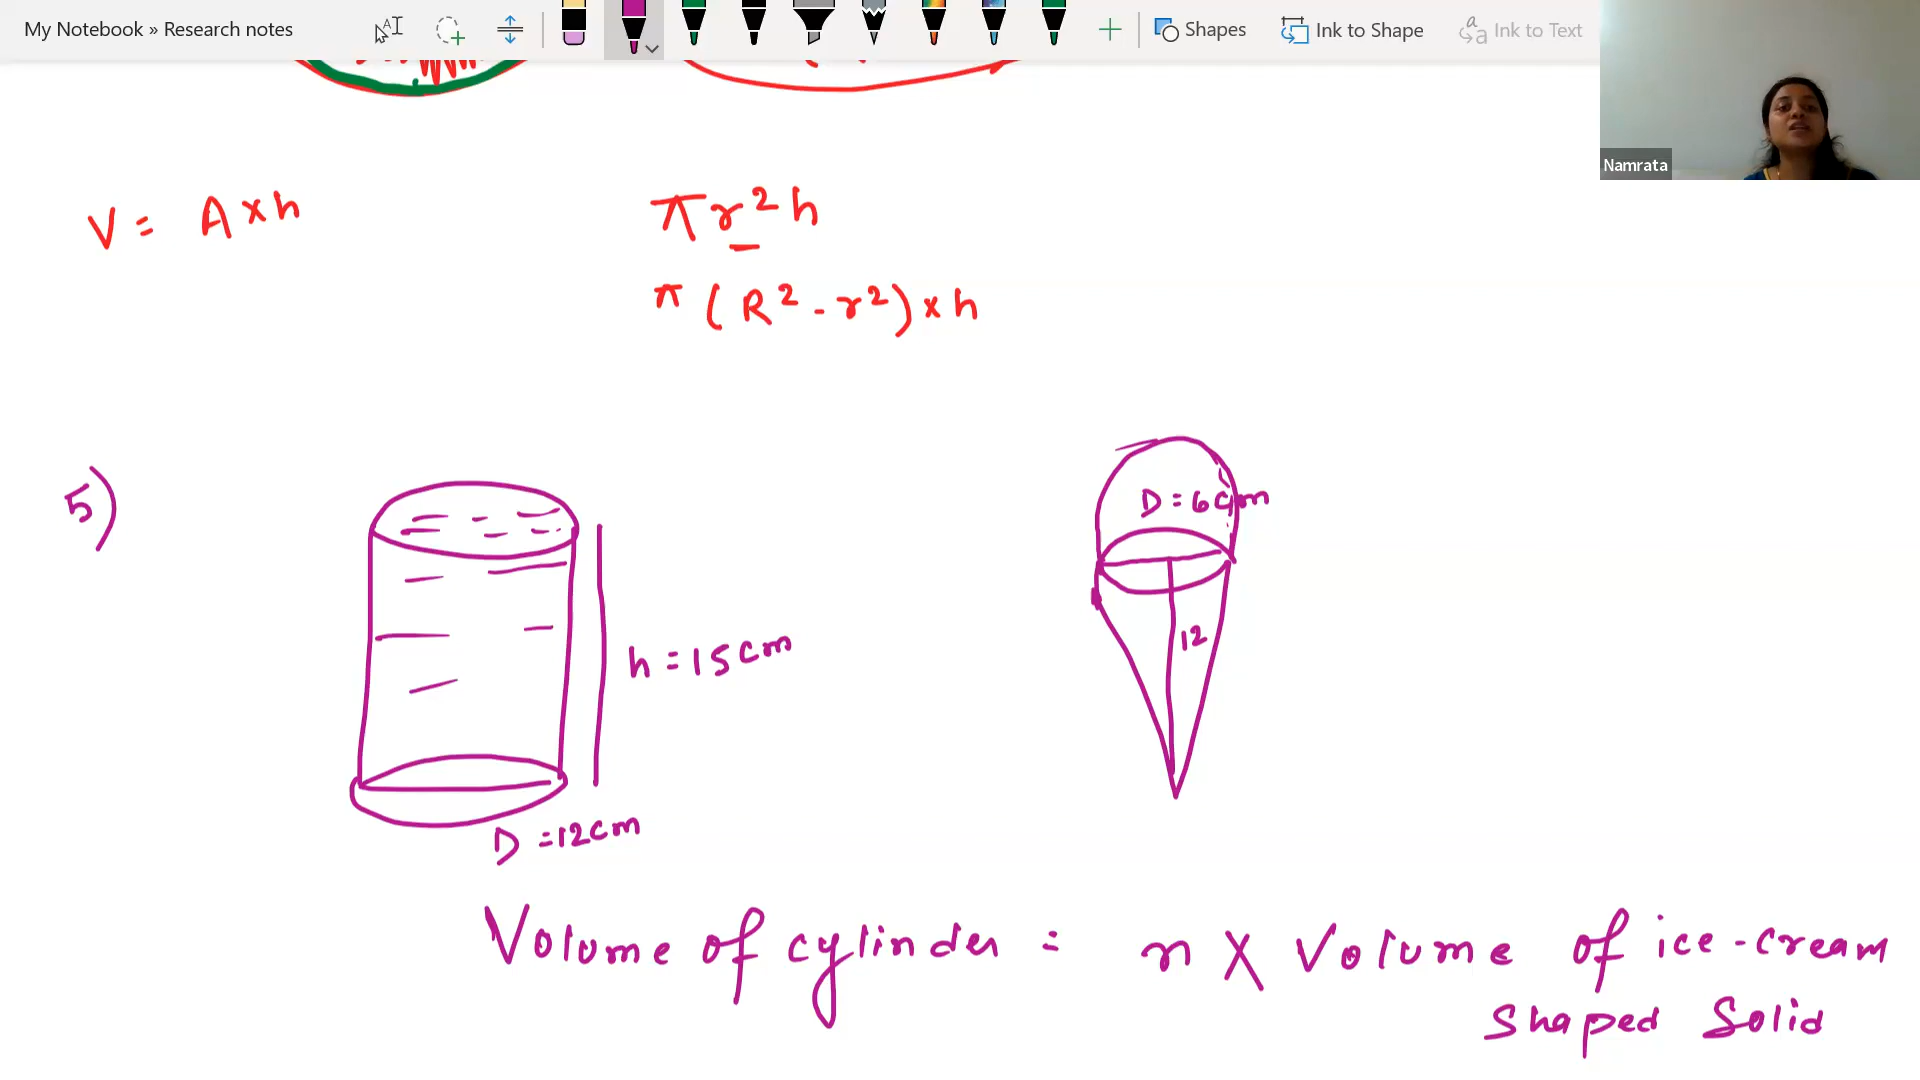 My Notebook » Research notes
Shapes
Ink to Shape
Ink to Text
Namrata
V = A×h
πr²h
π (R² - r²) × h
5)
D = 6cm
12
h = 15cm
D = 12cm
Volume of cylinder = n X Volume of ice-cream
Shaped Solid